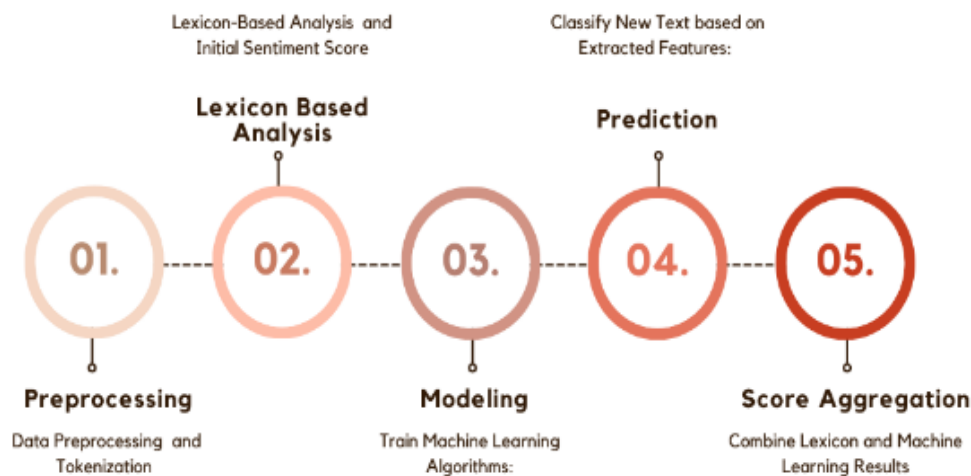 Lexicon-Based Analysis and
Initial Sentiment Score
Classify New Text based on
Extracted Features:
Lexicon Based
Analysis
Prediction
01.
02.
03.
04.
05.
Preprocessing
Data Preprocessing and
Tokenization
Modeling
Train Machine Learning
Algorithms:
Score Aggregation
Combine Lexicon and Machine
Learning Results